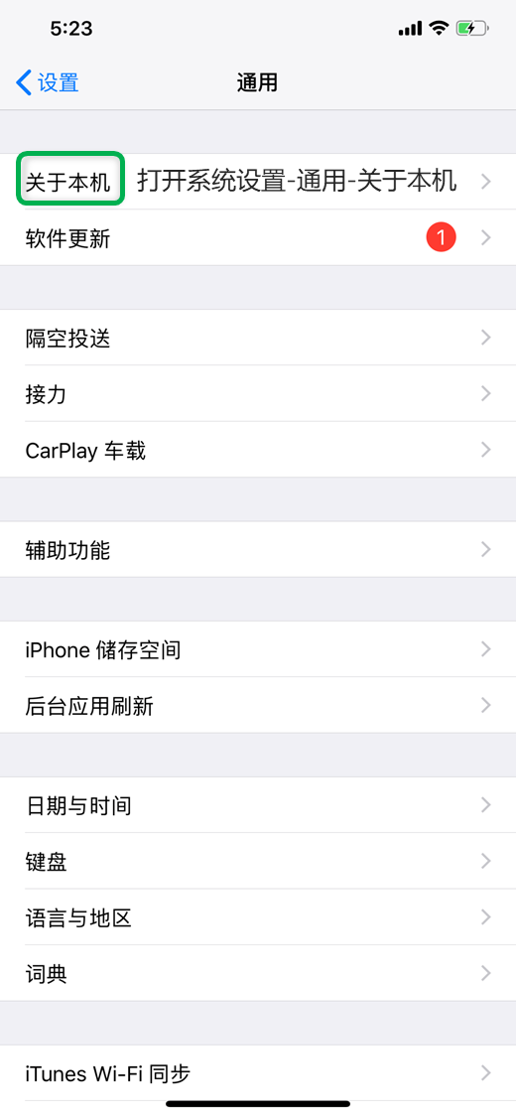 5:23
设置 通用
关于本机 打开系统设置-通用-关于本机
软件更新 1
隔空投送
接力
CarPlay 车载
辅助功能
iPhone 储存空间
后台应用刷新
日期与时间
键盘
语言与地区
词典
iTunes Wi-Fi 同步